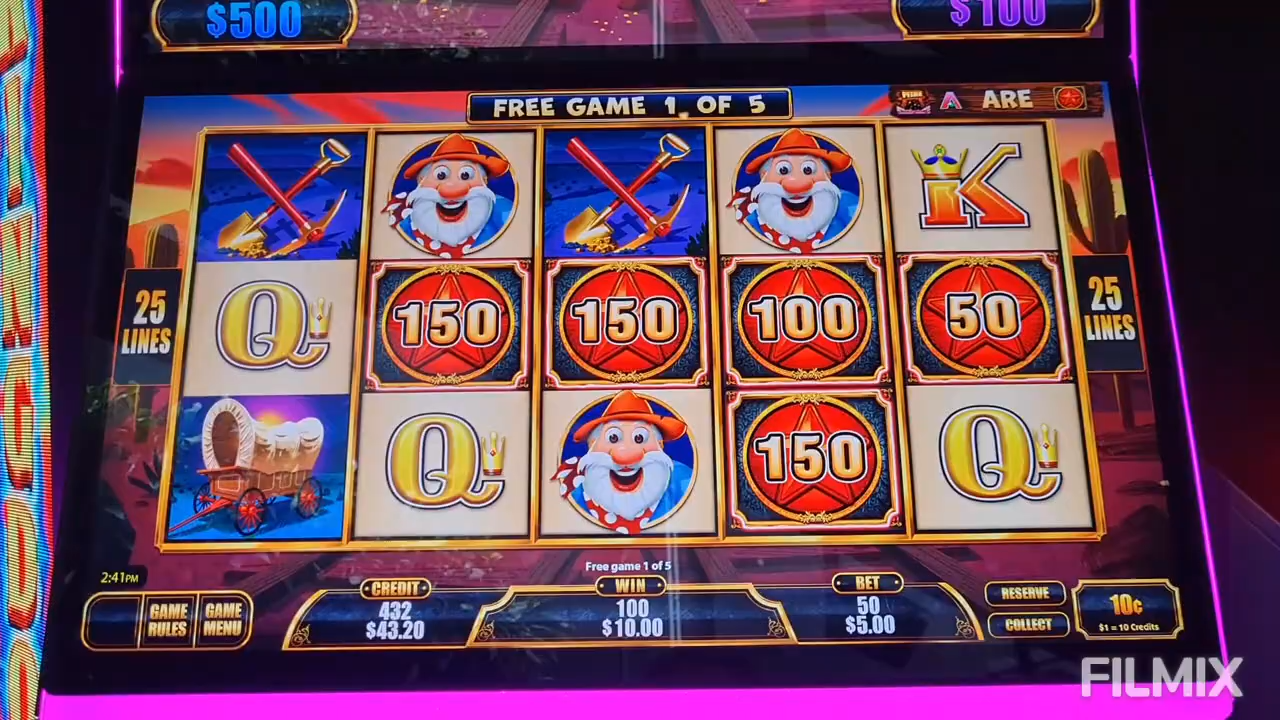 $500
$100
FREE GAME 1 OF 5
A ARE
K
25
LINES
Q
150
150
100
50
25
LINES
Q
150
Q
Free game 1 of 5
2:41PM
GAME
RULES
GAME
MENU
CREDIT
432
$43.20
WIN
100
$10.00
BET
50
$5.00
RESERVE
COLLECT
10¢
$1 = 10 Credits
FILMIX